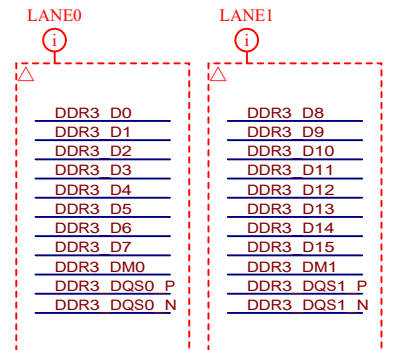 LANE0
i
DDR3_D0
DDR3_D1
DDR3_D2
DDR3_D3
DDR3_D4
DDR3_D5
DDR3_D6
DDR3_D7
DDR3_DM0
DDR3_DQS0_P
DDR3_DQS0_N
LANE1
i
DDR3_D8
DDR3_D9
DDR3_D10
DDR3_D11
DDR3_D12
DDR3_D13
DDR3_D14
DDR3_D15
DDR3_DM1
DDR3_DQS1_P
DDR3_DQS1_N